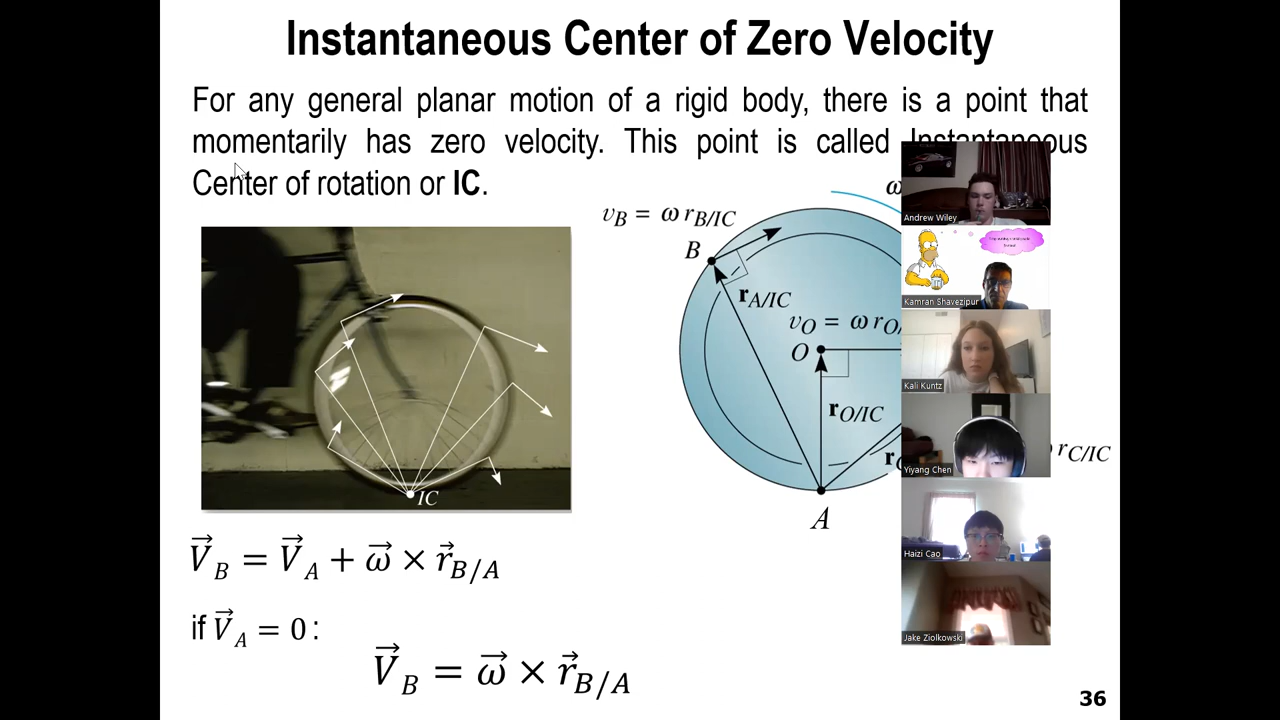 Instantaneous Center of Zero Velocity
For any general planar motion of a rigid body, there is a point that
momentarily has zero velocity. This point is called Instantaneous
Center of rotation or IC.
ω
v_B = ω r_B/IC
B
r_A/IC
v_O = ω r_O/
O
r_O/IC
r_C/IC
A
IC
V⃗_B = V⃗_A + ω⃗ × r⃗_B/A
if V⃗_A = 0 :
V⃗_B = ω⃗ × r⃗_B/A
36
Andrew Wiley
Kamran Shavezipur
Kali Kuntz
Yiyang Chen
Haizi Cao
Jake Ziolkowski